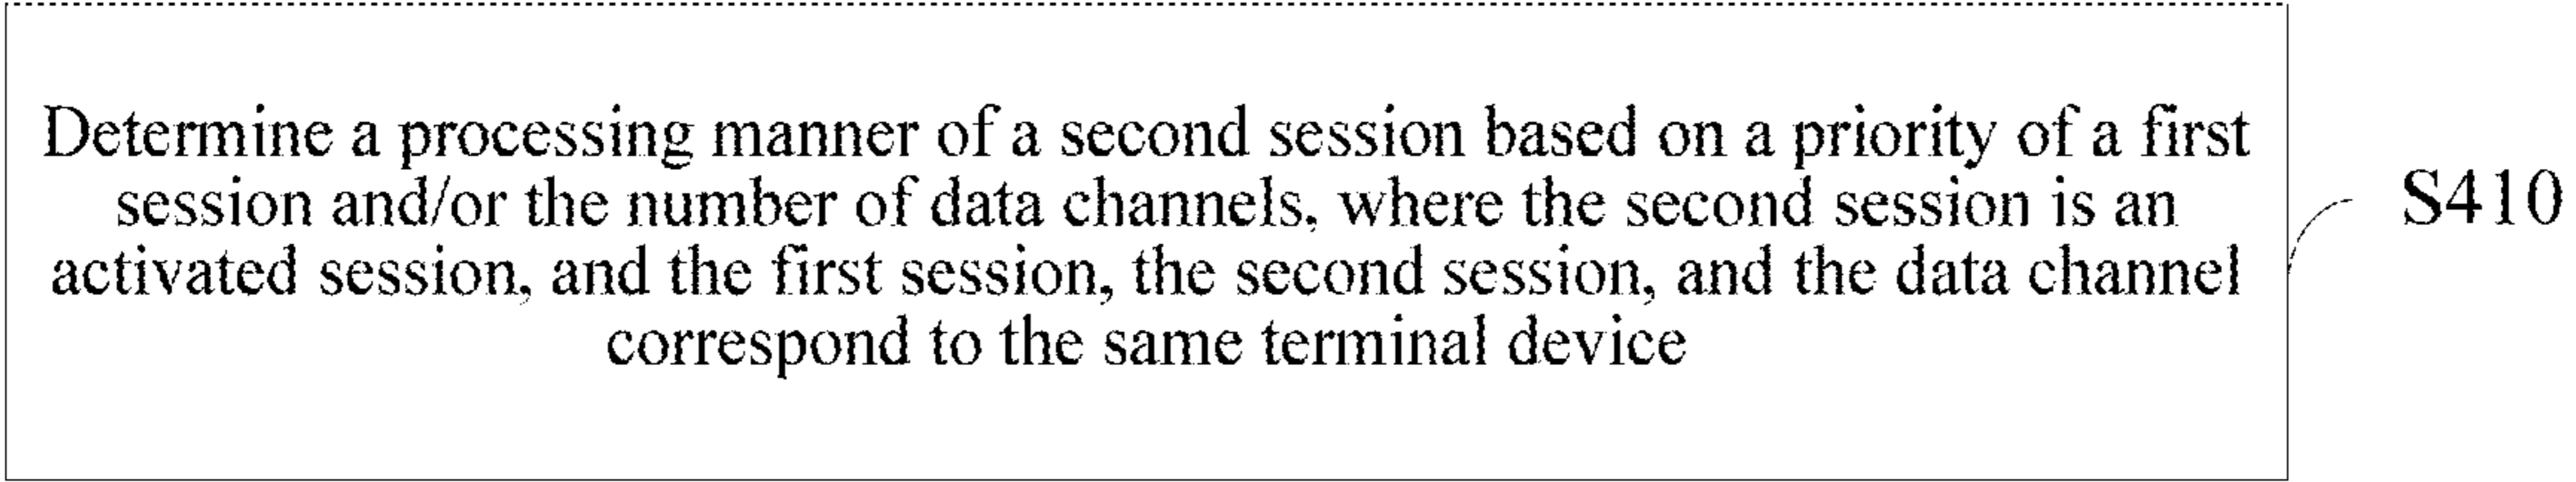 Determine a processing manner of a second session based on a priority of a first
session and/or the number of data channels, where the second session is an
activated session, and the first session, the second session, and the data channel
correspond to the same terminal device
S410